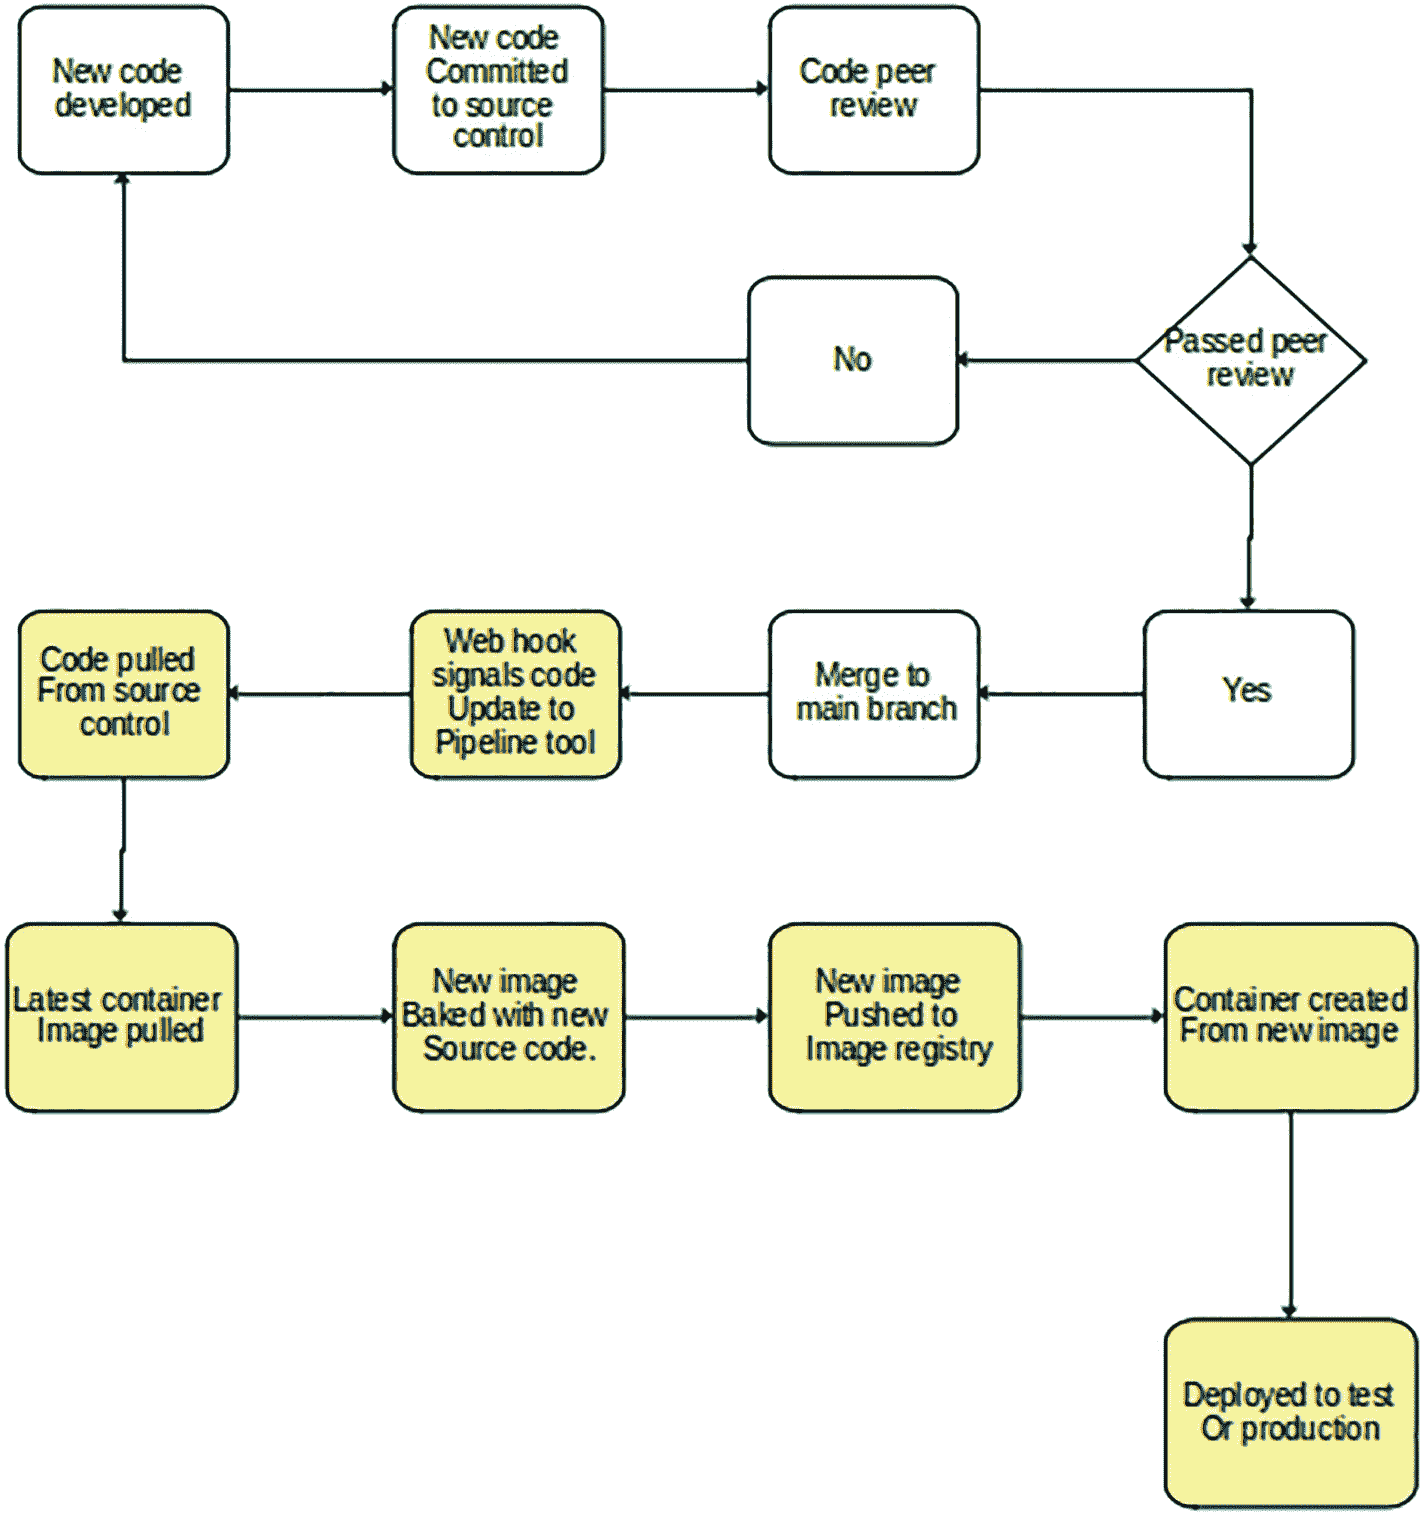 New code
developed
New code
Committed
to source
control
Code peer
review
Passed peer
review
No
Yes
Merge to
main branch
Web hook
signals code
Update to
Pipeline tool
Code pulled
From source
control
Latest container
Image pulled
New image
Baked with new
Source code.
New image
Pushed to
Image registry
Container created
From new image
Deployed to test
Or production